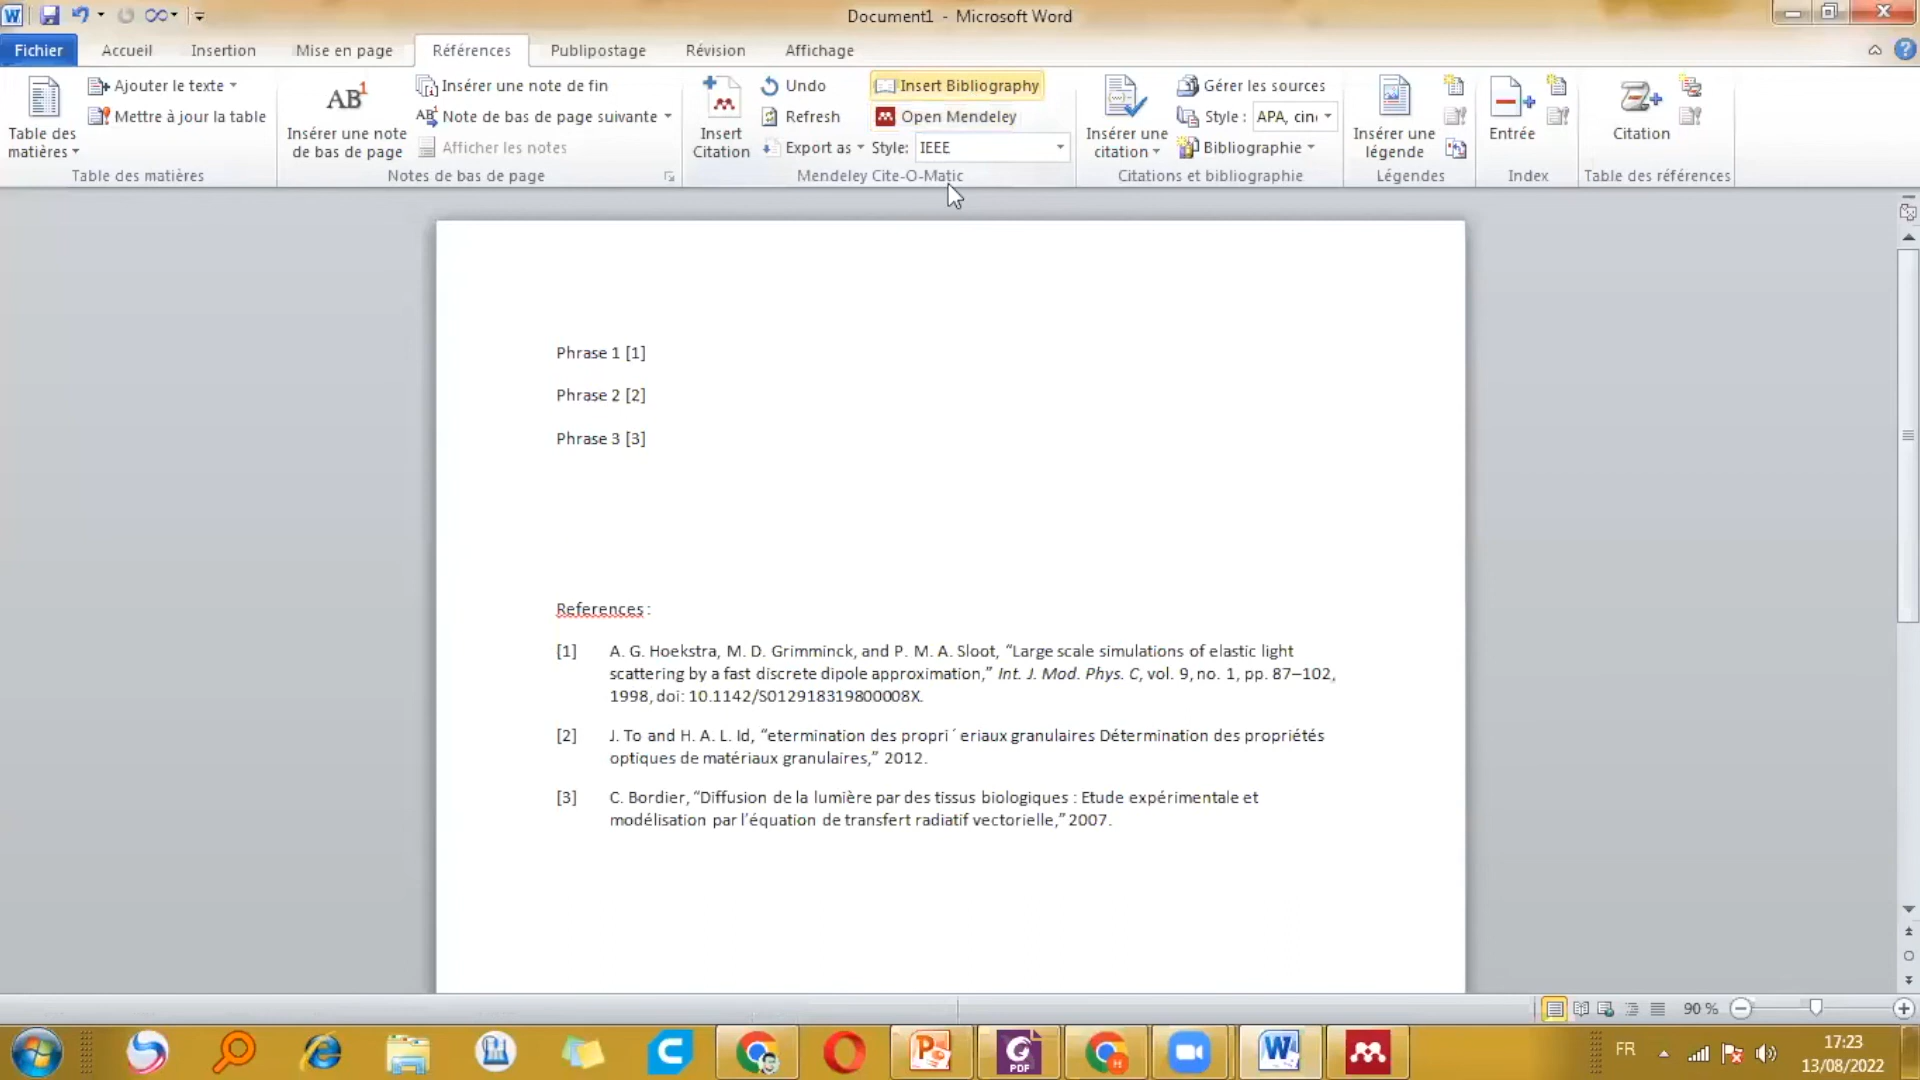 Document1 - Microsoft Word
Fichier Accueil Insertion Mise en page Références Publipostage Révision Affichage
Table des matières
Ajouter le texte
Mettre à jour la table
Table des matières
AB1
Insérer une note de bas de page
Insérer une note de fin
Note de bas de page suivante
Afficher les notes
Notes de bas de page
Insert Citation
Undo
Refresh
Export as
Insert Bibliography
Open Mendeley
Style: IEEE
Mendeley Cite-O-Matic
Insérer une citation
Gérer les sources
Style : APA, cin
Bibliographie
Citations et bibliographie
Insérer une légende
Légendes
Entrée
Index
Citation
Table des références
Phrase 1 [1]
Phrase 2 [2]
Phrase 3 [3]
References :
[1] A. G. Hoekstra, M. D. Grimminck, and P. M. A. Sloot, “Large scale simulations of elastic light
scattering by a fast discrete dipole approximation,” Int. J. Mod. Phys. C, vol. 9, no. 1, pp. 87–102,
1998, doi: 10.1142/S012918319800008X.
[2] J. To and H. A. L. Id, “etermination des propri ´ eriaux granulaires Détermination des propriétés
optiques de matériaux granulaires,” 2012.
[3] C. Bordier, “Diffusion de la lumière par des tissus biologiques : Etude expérimentale et
modélisation par l’équation de transfert radiatif vectorielle,” 2007.
90 %
PDF
FR
17:23
13/08/2022